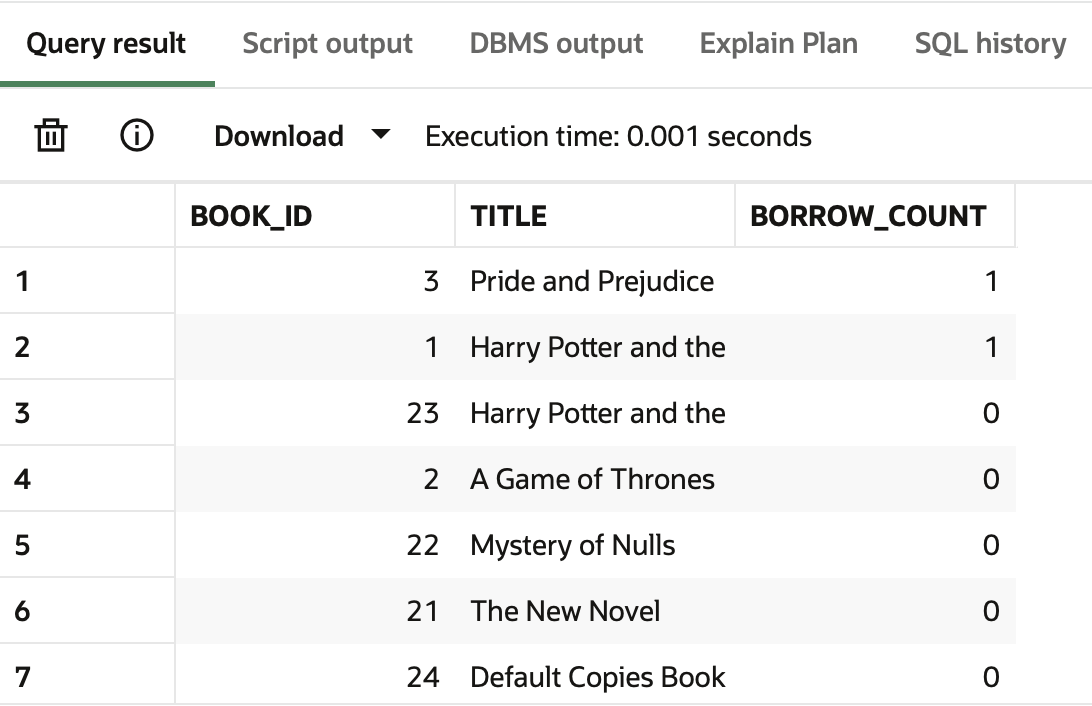 Query result Script output DBMS output Explain Plan SQL history
Download Execution time: 0.001 seconds
BOOK_ID TITLE BORROW_COUNT
1 3 Pride and Prejudice 1
2 1 Harry Potter and the 1
3 23 Harry Potter and the 0
4 2 A Game of Thrones 0
5 22 Mystery of Nulls 0
6 21 The New Novel 0
7 24 Default Copies Book 0